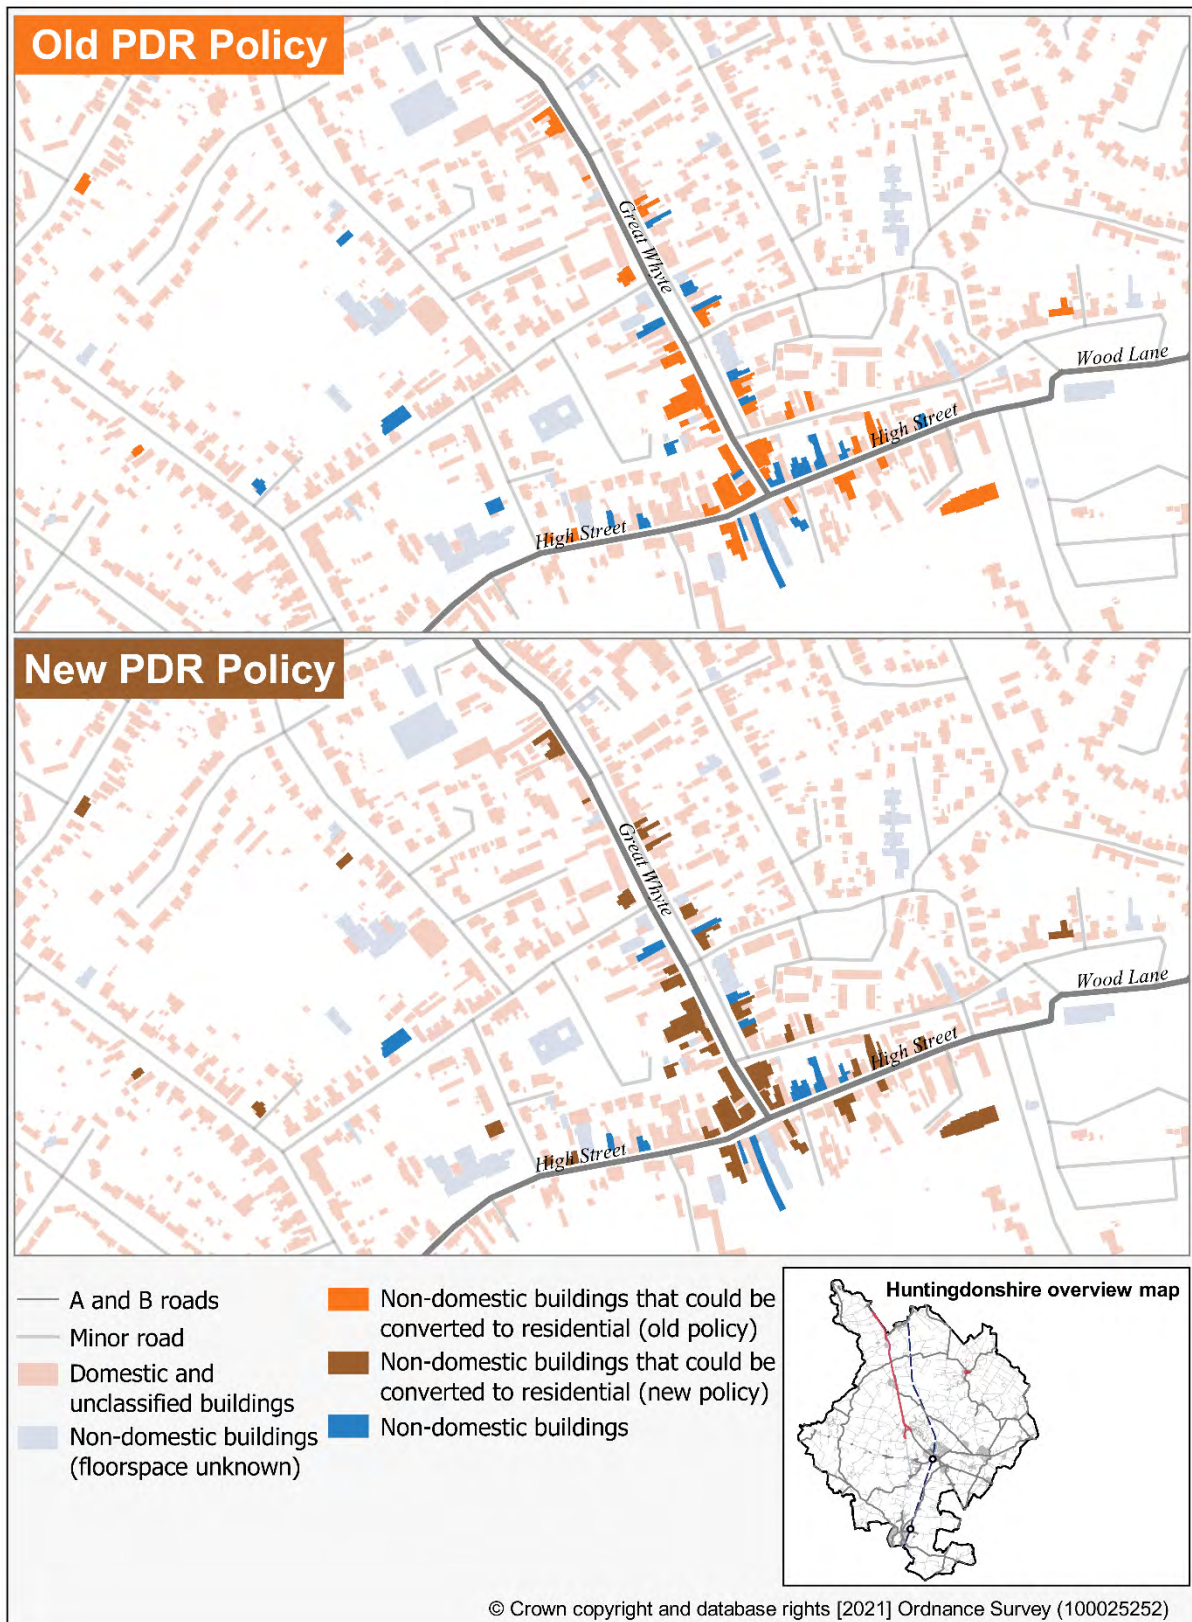 Old PDR Policy
Great Whyte
Wood Lane
High Street
High Street
New PDR Policy
Great Whyte
Wood Lane
High Street
High Street
A and B roads
Minor road
Domestic and
unclassified buildings
Non-domestic buildings
(floorspace unknown)
Non-domestic buildings that could be
converted to residential (old policy)
Non-domestic buildings that could be
converted to residential (new policy)
Non-domestic buildings
Huntingdonshire overview map
© Crown copyright and database rights [2021] Ordnance Survey (100025252)